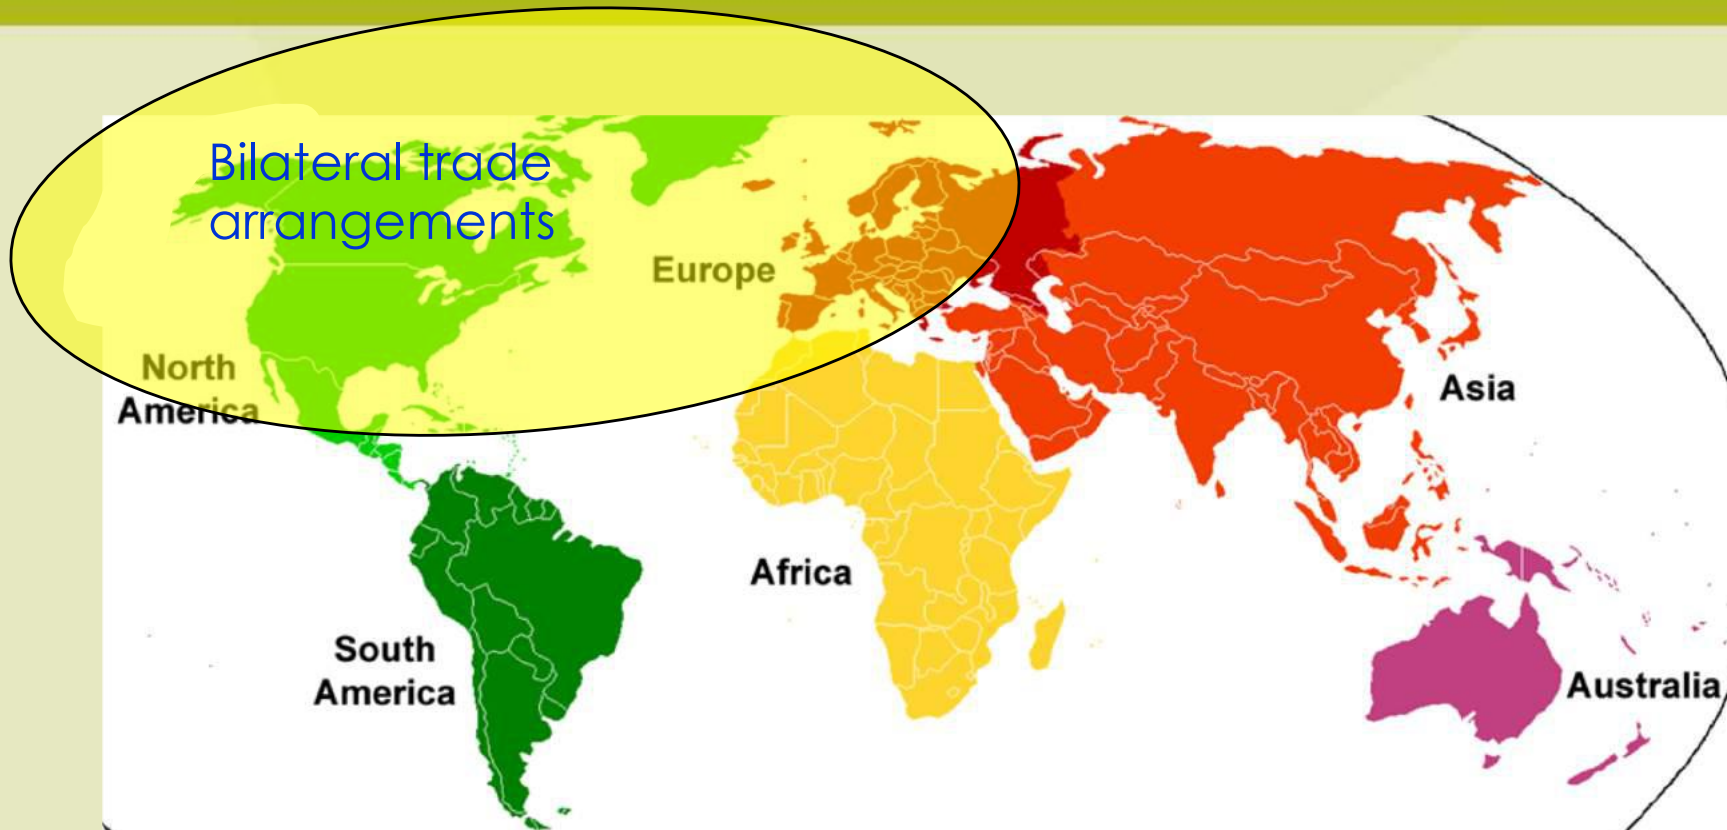 Bilateral trade
arrangements
Europe
North
America
Asia
Africa
South
America
Australia